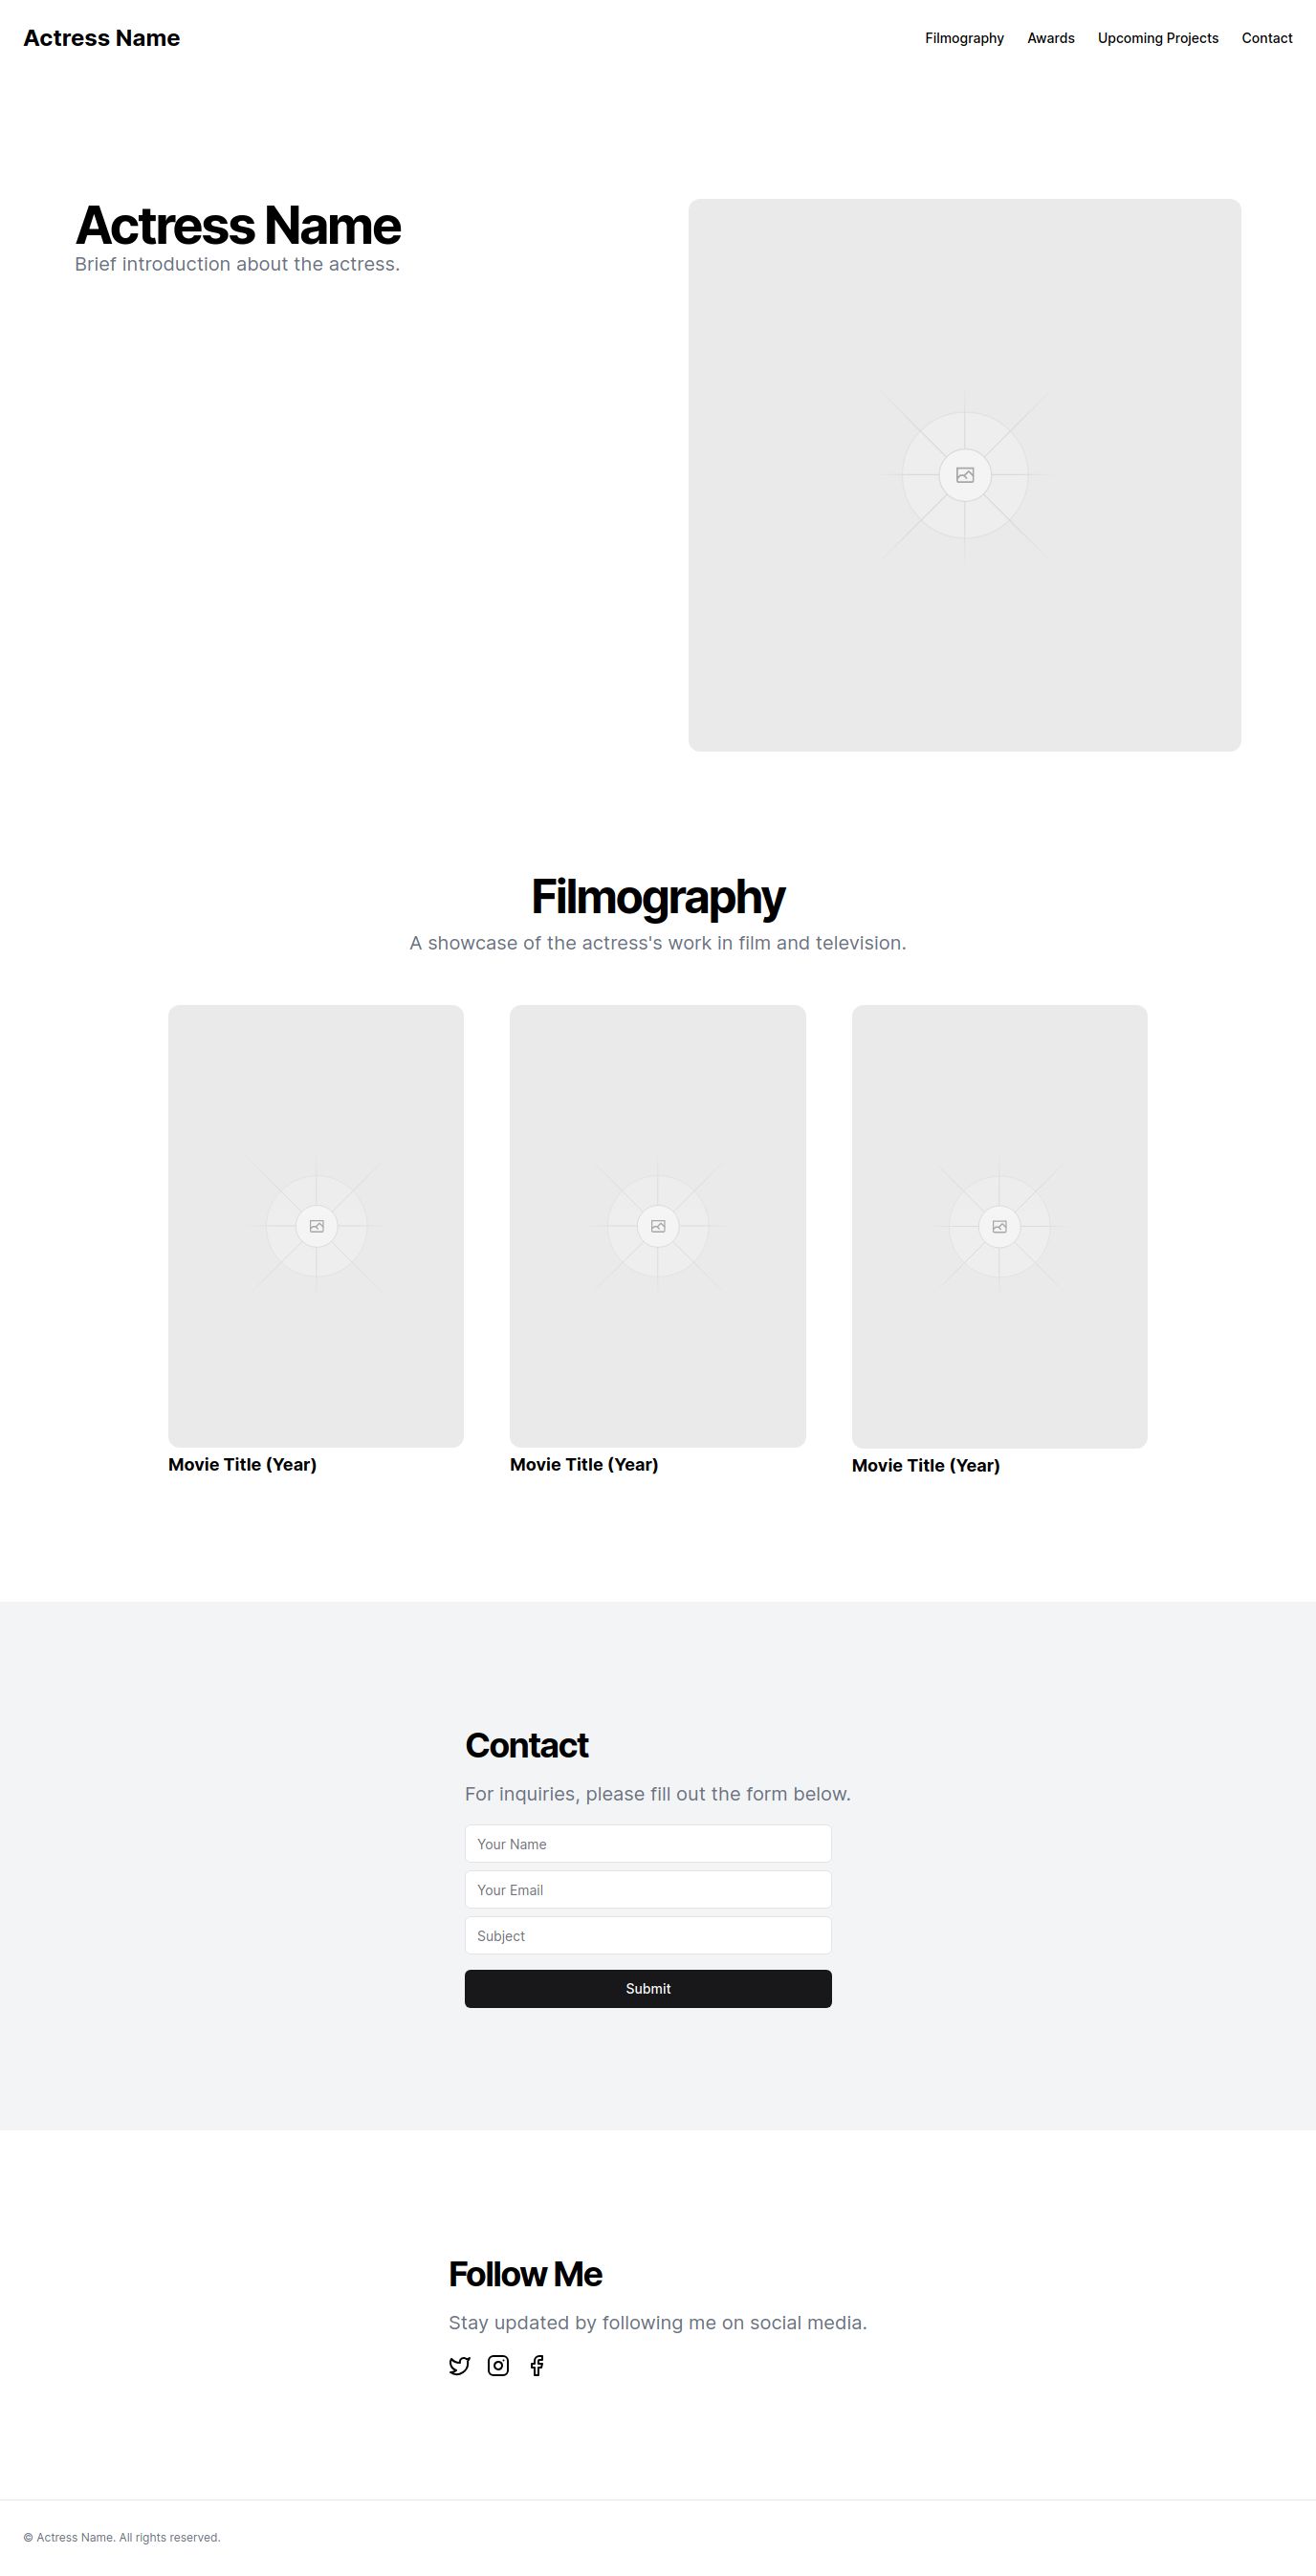 Actress Name
Filmography Awards Upcoming Projects Contact
Actress Name
Brief introduction about the actress.
Filmography
A showcase of the actress's work in film and television.
Movie Title (Year) Movie Title (Year) Movie Title (Year)
Contact
For inquiries, please fill out the form below.
Your Name
Your Email
Subject
Submit
Follow Me
Stay updated by following me on social media.
© Actress Name. All rights reserved.